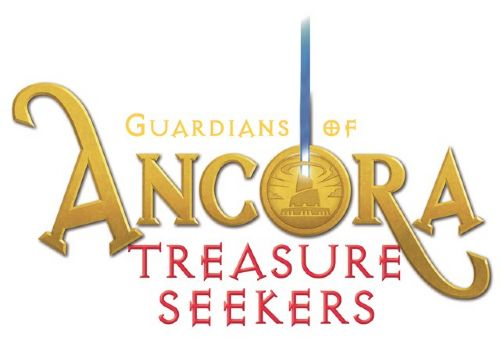 GUARDIANS OF
ANCORA
TREASURE
SEEKERS